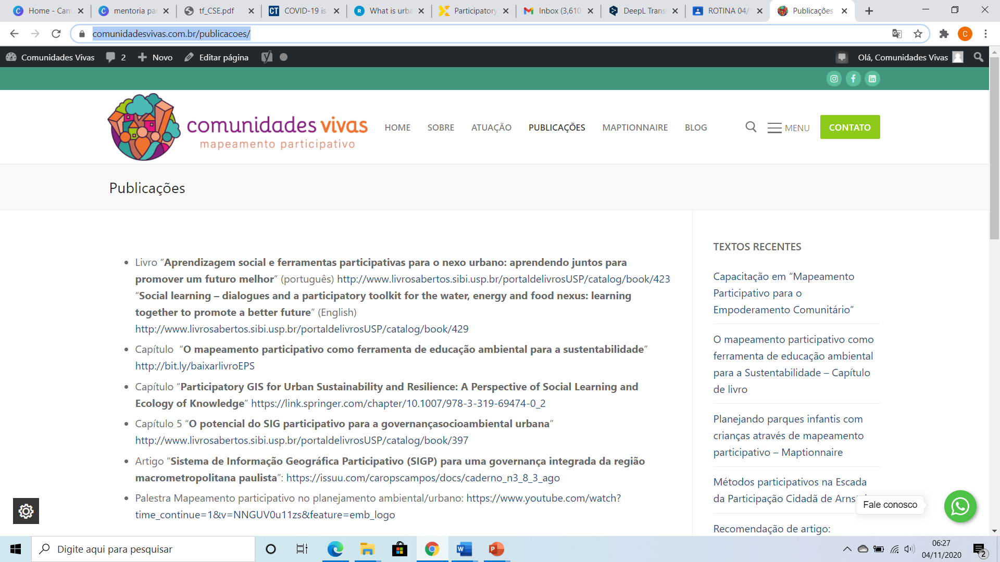 Home - Can
mentoria pa
tf_CSE.pdf
COVID-19 is
What is urba
Participatory
Inbox (3,610
DeepL Trans
ROTINA 04/
Publicações
comunidadesvivas.com.br/publicacoes/
C
Comunidades Vivas
2
Novo
Editar página
Olá, Comunidades Vivas
comunidades vivas
mapeamento participativo
HOME
SOBRE
ATUAÇÃO
PUBLICAÇÕES
MAPTIONNAIRE
BLOG
MENU
CONTATO
Publicações
Livro “Aprendizagem social e ferramentas participativas para o nexo urbano: aprendendo juntos para
promover um futuro melhor” (português) http://www.livrosabertos.sibi.usp.br/portaldelivrosUSP/catalog/book/423
“Social learning – dialogues and a participatory toolkit for the water, energy and food nexus: learning
together to promote a better future” (English)
http://www.livrosabertos.sibi.usp.br/portaldelivrosUSP/catalog/book/429
Capítulo “O mapeamento participativo como ferramenta de educação ambiental para a sustentabilidade”
http://bit.ly/baixarlivroEPS
Capítulo “Participatory GIS for Urban Sustainability and Resilience: A Perspective of Social Learning and
Ecology of Knowledge” https://link.springer.com/chapter/10.1007/978-3-319-69474-0_2
Capítulo 5 “O potencial do SIG participativo para a governançasocioambiental urbana”
http://www.livrosabertos.sibi.usp.br/portaldelivrosUSP/catalog/book/397
Artigo “Sistema de Informação Geográfica Participativo (SIGP) para uma governança integrada da região
macrometropolitana paulista”: https://issuu.com/caropscampos/docs/caderno_n3_8_3_ago
Palestra Mapeamento participativo no planejamento ambiental/urbano: https://www.youtube.com/watch?
time_continue=1&v=NNGUV0u11zs&feature=emb_logo
TEXTOS RECENTES
Capacitação em “Mapeamento
Participativo para o
Empoderamento Comunitário”
O mapeamento participativo como
ferramenta de educação ambiental
para a Sustentabilidade – Capítulo
de livro
Planejando parques infantis com
crianças através de mapeamento
participativo – Maptionnaire
Métodos participativos na Escada
da Participação Cidadã de
Fale conosco
Recomendação de artigo:
Digite aqui para pesquisar
06:27
04/11/2020
2